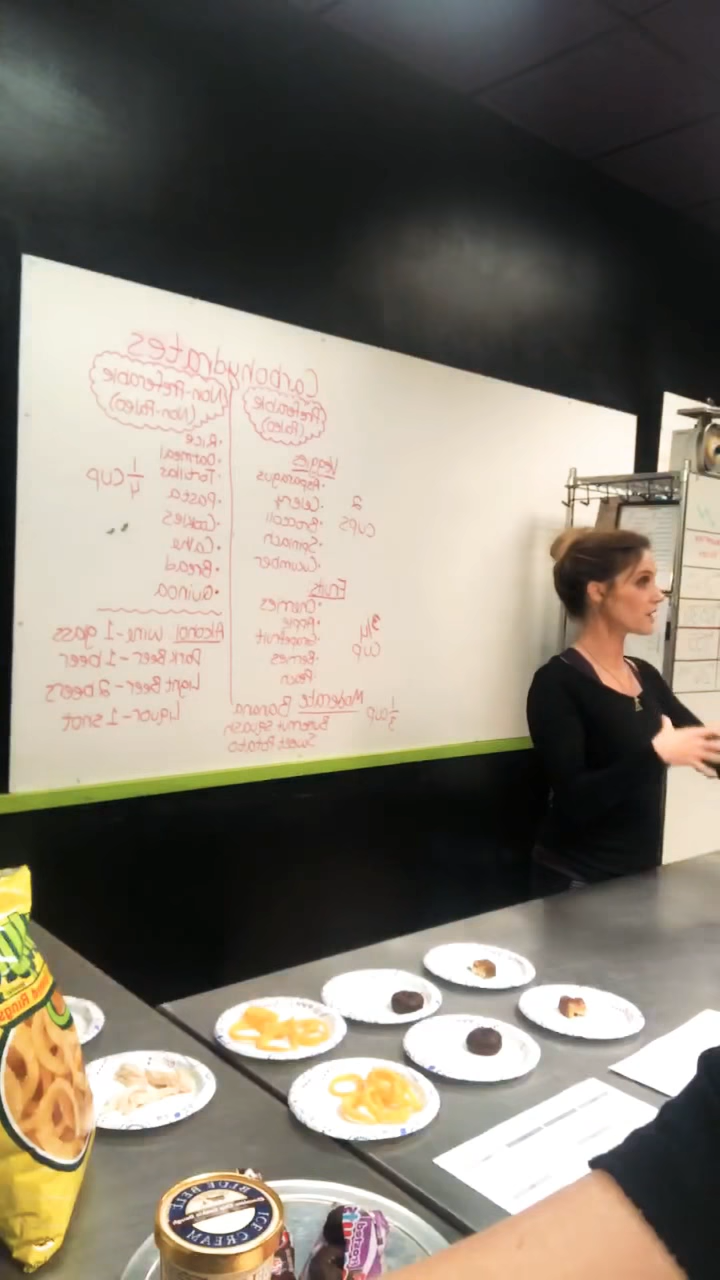 Carbohydrates
Preferable
(Paleo)
Non-Preferable
(Non-Paleo)
Veggies
·Asparagus
·Celery
·Broccoli
·Spinach
·Cucumber
2
cups
Fruits
·Cherries
·Apple
·Grapefruit
·Berries
·Pear
3/4
cup
Moderate Banana
Butternut Squash
Sweet Potato
1/3 cup
·Rice
·Oatmeal
·Tortillas
·Pasta
·Cookies
·Cake
·Bread
·Quinoa
1/4 cup
Alcohol Wine-1 glass
Dark Beer-1 beer
Light Beer-2 beers
Liquor-1 shot
Rings
BLUE BELL
ICE CREAM